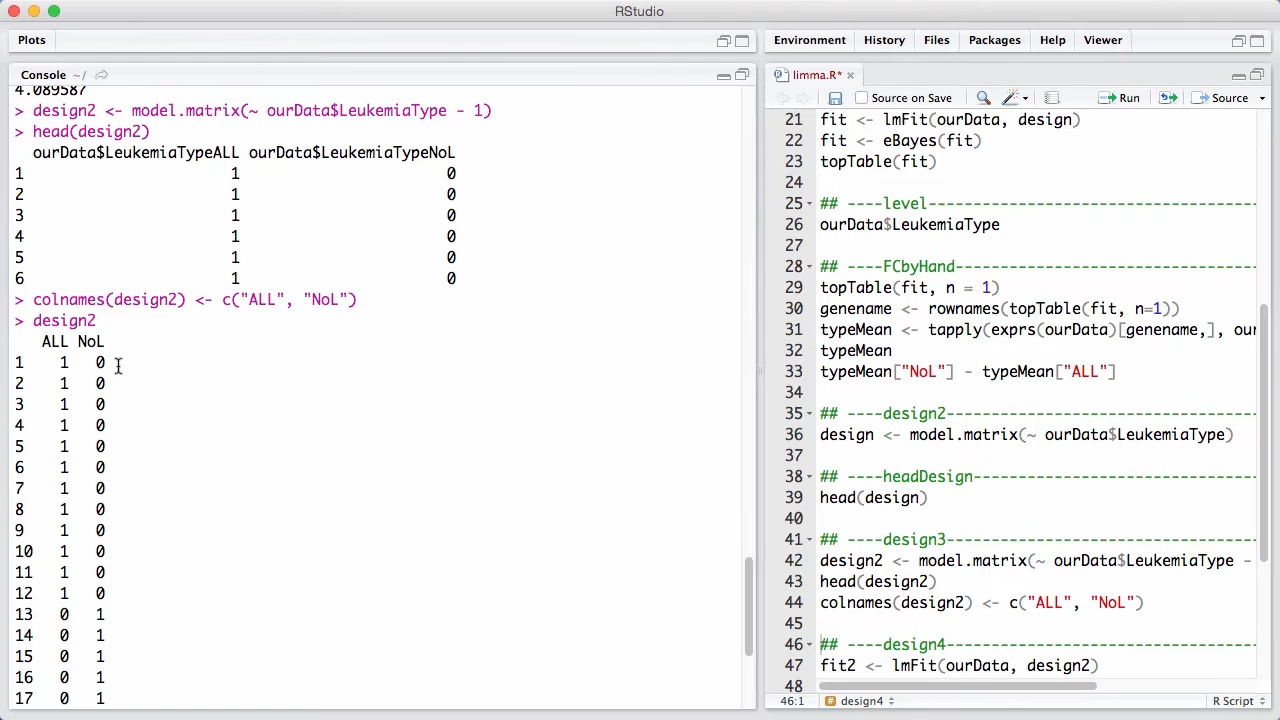 RStudio
Plots
Console ~/
4.089587
> design2 <- model.matrix(~ ourData$LeukemiaType - 1)
> head(design2)
ourData$LeukemiaTypeALL ourData$LeukemiaTypeNoL
1 1 0
2 1 0
3 1 0
4 1 0
5 1 0
6 1 0
> colnames(design2) <- c("ALL", "NoL")
> design2
ALL NoL
1 1 0
2 1 0
3 1 0
4 1 0
5 1 0
6 1 0
7 1 0
8 1 0
9 1 0
10 1 0
11 1 0
12 1 0
13 0 1
14 0 1
15 0 1
16 0 1
17 0 1
Environment History Files Packages Help Viewer
limma.R*
Source on Save Run Source
21 fit <- lmFit(ourData, design)
22 fit <- eBayes(fit)
23 topTable(fit)
24
25 ## ----level-------------------------------------
26 ourData$LeukemiaType
27
28 ## ----FCbyHand----------------------------------
29 topTable(fit, n = 1)
30 genename <- rownames(topTable(fit, n=1))
31 typeMean <- tapply(exprs(ourData)[genename,], our
32 typeMean
33 typeMean["NoL"] - typeMean["ALL"]
34
35 ## ----design2-----------------------------------
36 design <- model.matrix(~ ourData$LeukemiaType)
37
38 ## ----headDesign--------------------------------
39 head(design)
40
41 ## ----design3-----------------------------------
42 design2 <- model.matrix(~ ourData$LeukemiaType -
43 head(design2)
44 colnames(design2) <- c("ALL", "NoL")
45
46 ## ----design4-----------------------------------
47 fit2 <- lmFit(ourData, design2)
48
46:1 design4 R Script